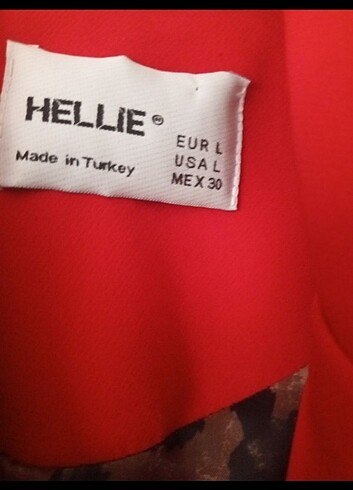 HELLIE®
Made in Turkey
EUR L
USA L
MEX 30